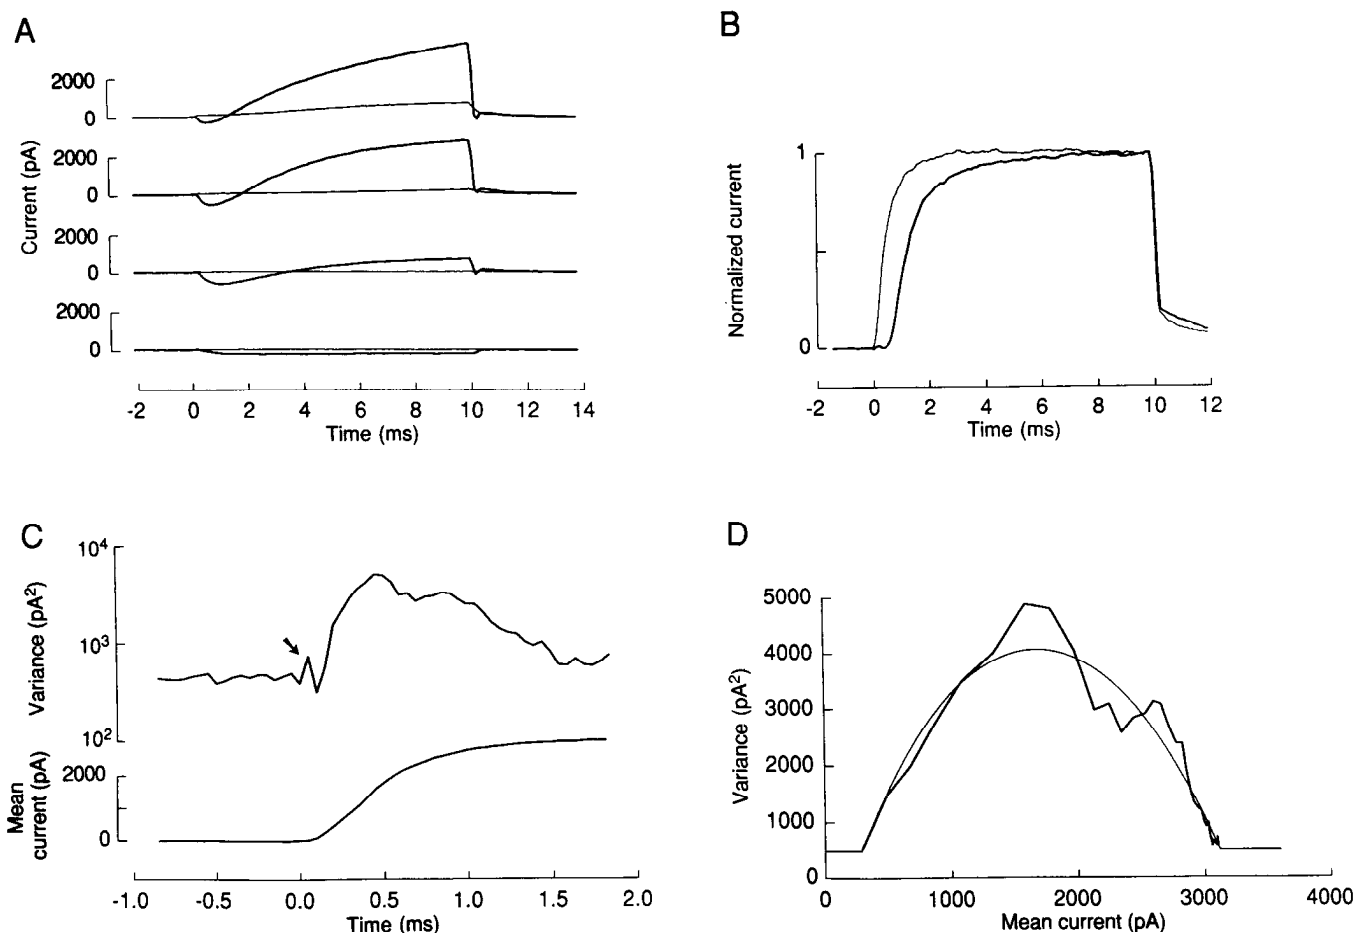 A
Current (pA)
2000
0
2000
0
2000
0
2000
0
-2 0 2 4 6 8 10 12 14
Time (ms)
B
Normalized current
1
0
-2 0 2 4 6 8 10 12
Time (ms)
C
Variance (pA²)
10⁴
10³
10²
Mean
current (pA)
2000
0
-1.0 -0.5 0.0 0.5 1.0 1.5 2.0
Time (ms)
D
Variance (pA²)
5000
4000
3000
2000
1000
0
0 1000 2000 3000 4000
Mean current (pA)